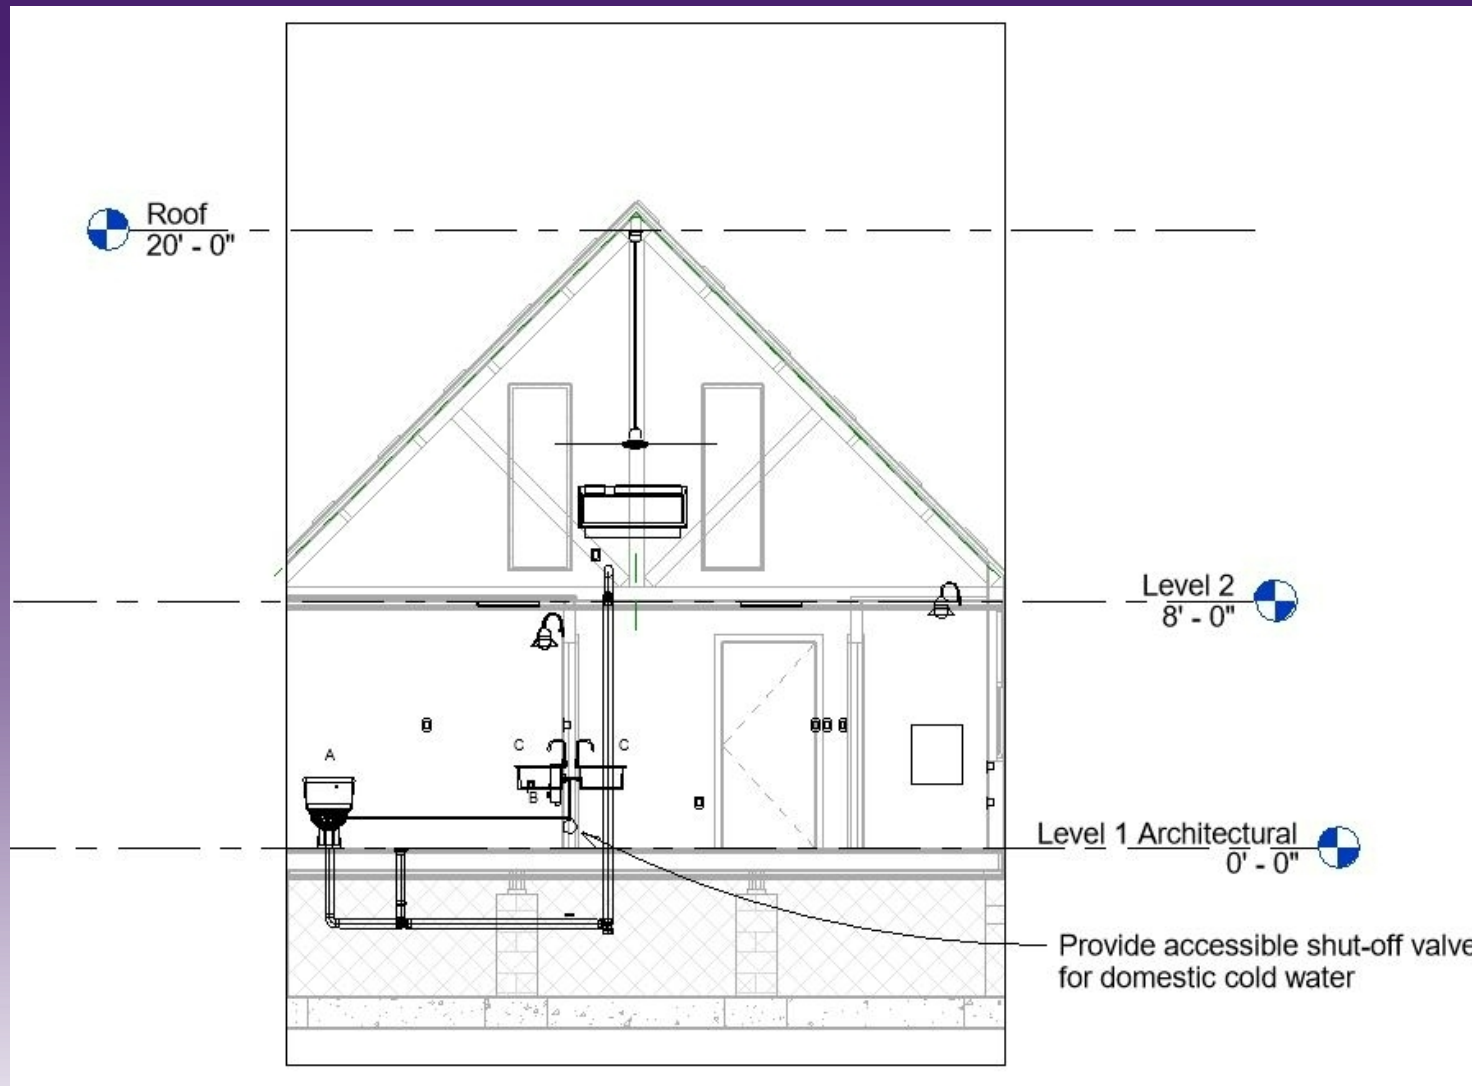 Roof
20' - 0"
Level 2
8' - 0"
C
C
A
B
Level 1 Architectural
0' - 0"
Provide accessible shut-off valve
for domestic cold water